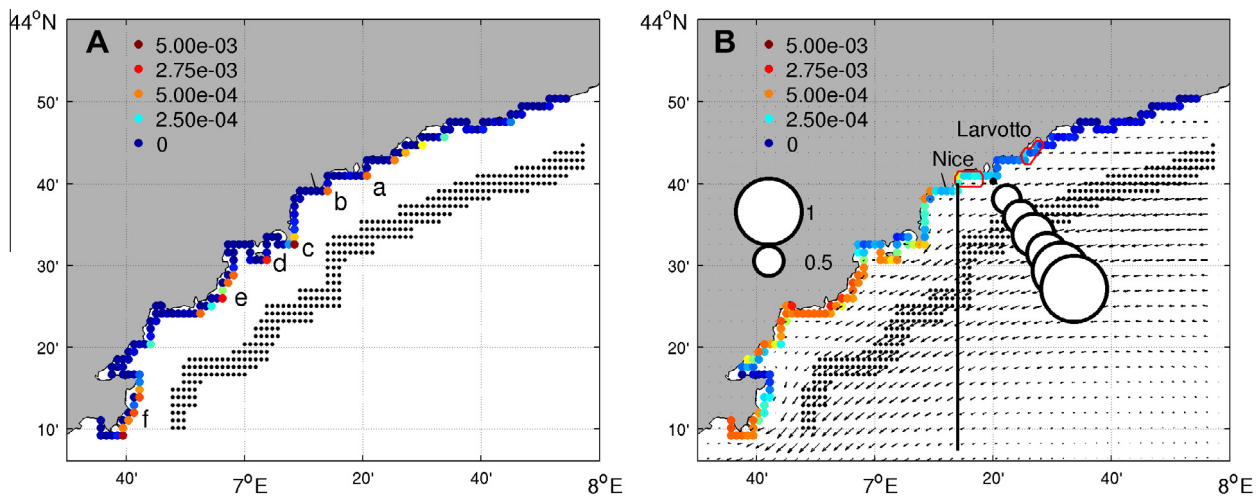 44°N
A
5.00e-03
2.75e-03
5.00e-04
2.50e-04
0
50'
40'
30'
20'
10'
a
b
c
d
e
f
40'
7°E
20'
40'
8°E
44°N
B
5.00e-03
2.75e-03
5.00e-04
2.50e-04
0
Larvotto
Nice
1
0.5
50'
40'
30'
20'
10'
40'
7°E
20'
40'
8°E